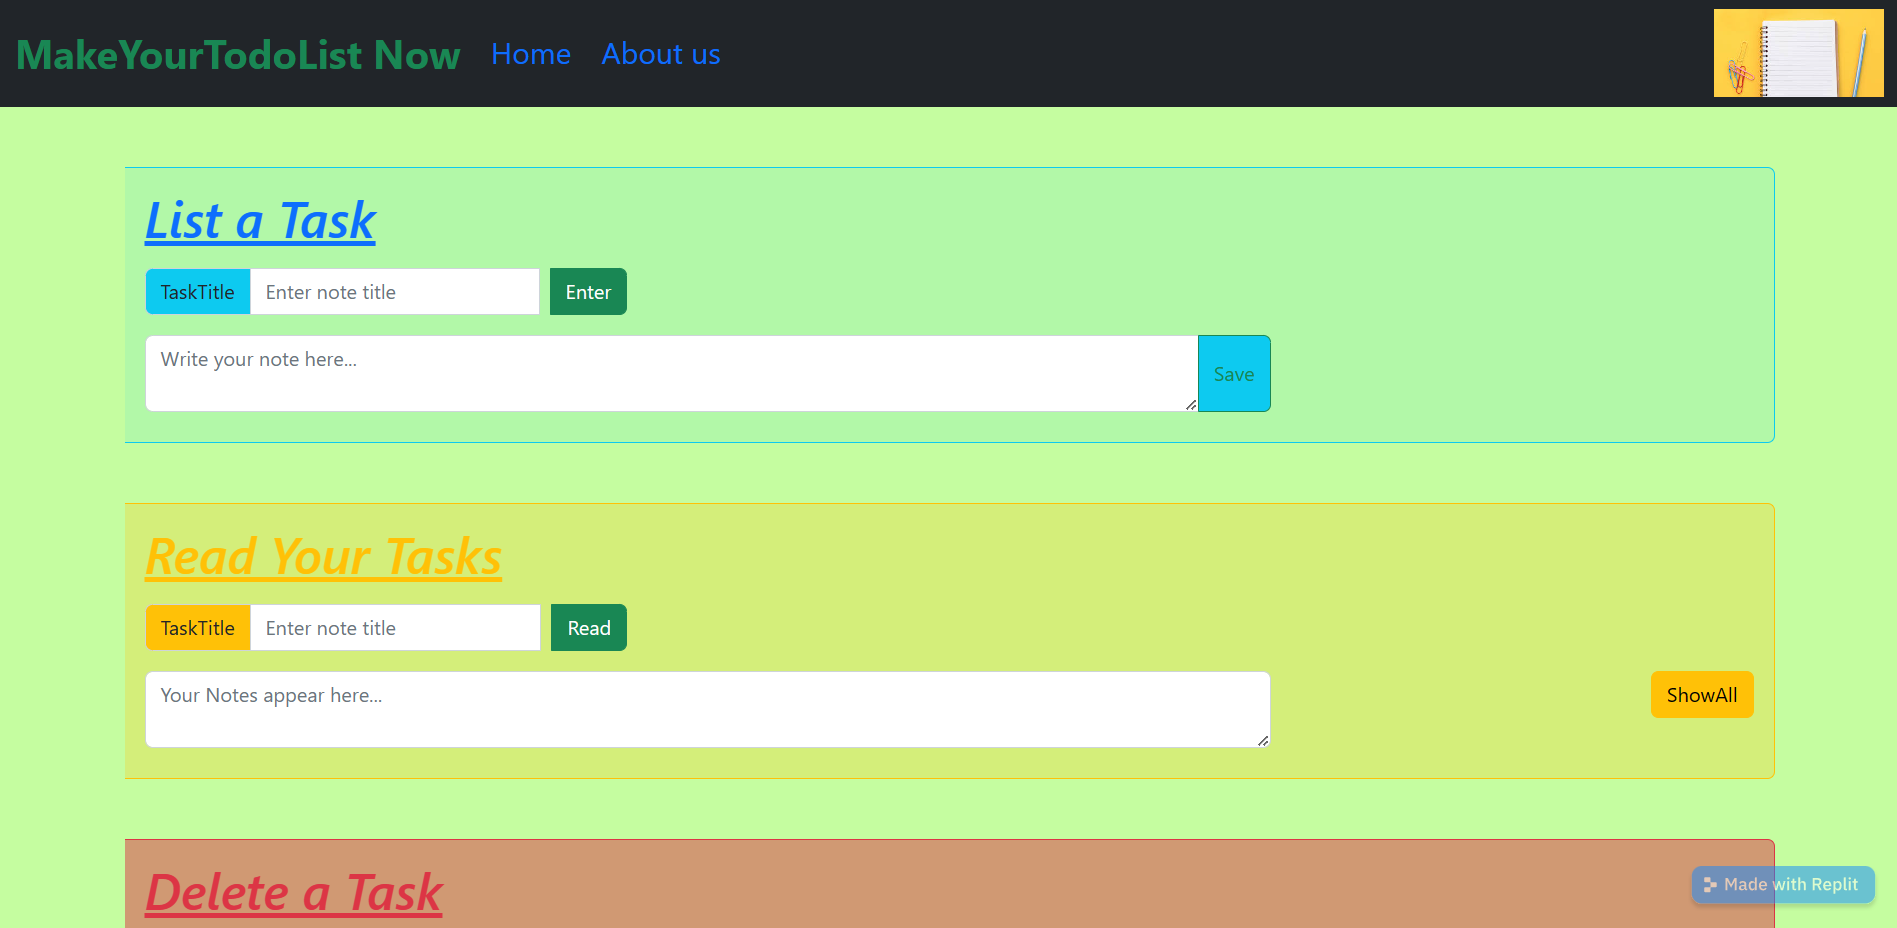 MakeYourTodoList Now Home About us
List a Task
TaskTitle Enter note title Enter
Write your note here...
Save
Read Your Tasks
TaskTitle Enter note title Read
Your Notes appear here... ShowAll
Delete a Task
Made with Replit